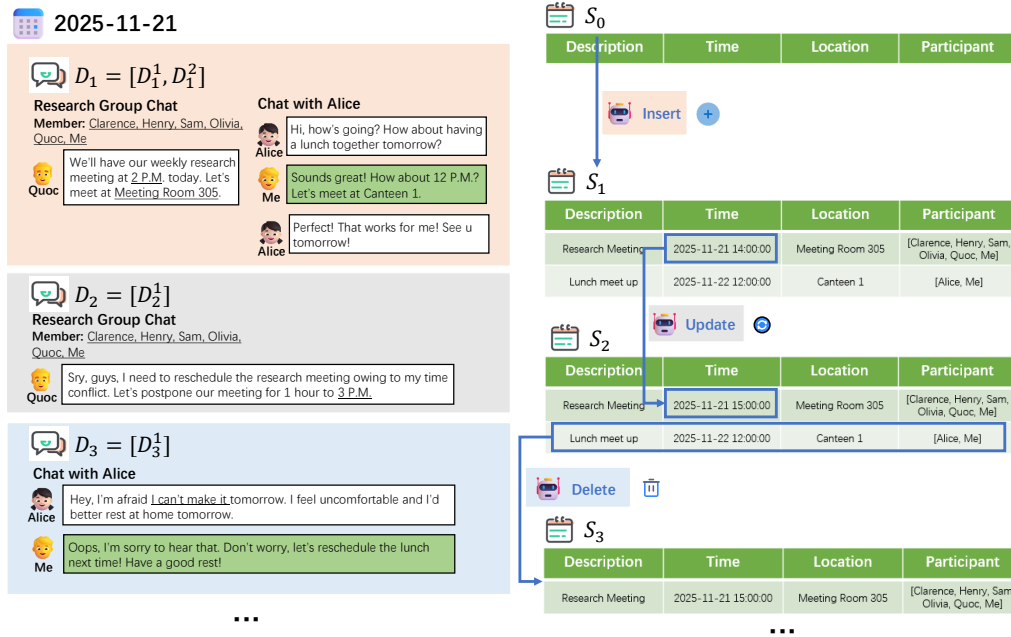 2025-11-21
D₁ = [D₁¹, D₁²]
Research Group Chat
Member: Clarence, Henry, Sam, Olivia,
Quoc, Me
Quoc
We'll have our weekly research
meeting at 2 P.M. today. Let's
meet at Meeting Room 305.
Chat with Alice
Alice
Hi, how's going? How about having
a lunch together tomorrow?
Me
Sounds great! How about 12 P.M.?
Let's meet at Canteen 1.
Alice
Perfect! That works for me! See u
tomorrow!
D₂ = [D₂¹]
Research Group Chat
Member: Clarence, Henry, Sam, Olivia,
Quoc, Me
Quoc
Sry, guys, I need to reschedule the research meeting owing to my time
conflict. Let's postpone our meeting for 1 hour to 3 P.M.
D₃ = [D₃¹]
Chat with Alice
Alice
Hey, I'm afraid I can't make it tomorrow. I feel uncomfortable and I'd
better rest at home tomorrow.
Me
Oops, I'm sorry to hear that. Don't worry, let's reschedule the lunch
next time! Have a good rest!
...
S₀
Description Time Location Participant
Insert +
S₁
Description Time Location Participant
Research Meeting 2025-11-21 14:00:00 Meeting Room 305 [Clarence, Henry, Sam,
Olivia, Quoc, Me]
Lunch meet up 2025-11-22 12:00:00 Canteen 1 [Alice, Me]
Update
S₂
Description Time Location Participant
Research Meeting 2025-11-21 15:00:00 Meeting Room 305 [Clarence, Henry, Sam,
Olivia, Quoc, Me]
Lunch meet up 2025-11-22 12:00:00 Canteen 1 [Alice, Me]
Delete
S₃
Description Time Location Participant
Research Meeting 2025-11-21 15:00:00 Meeting Room 305 [Clarence, Henry, Sam,
Olivia, Quoc, Me]
...